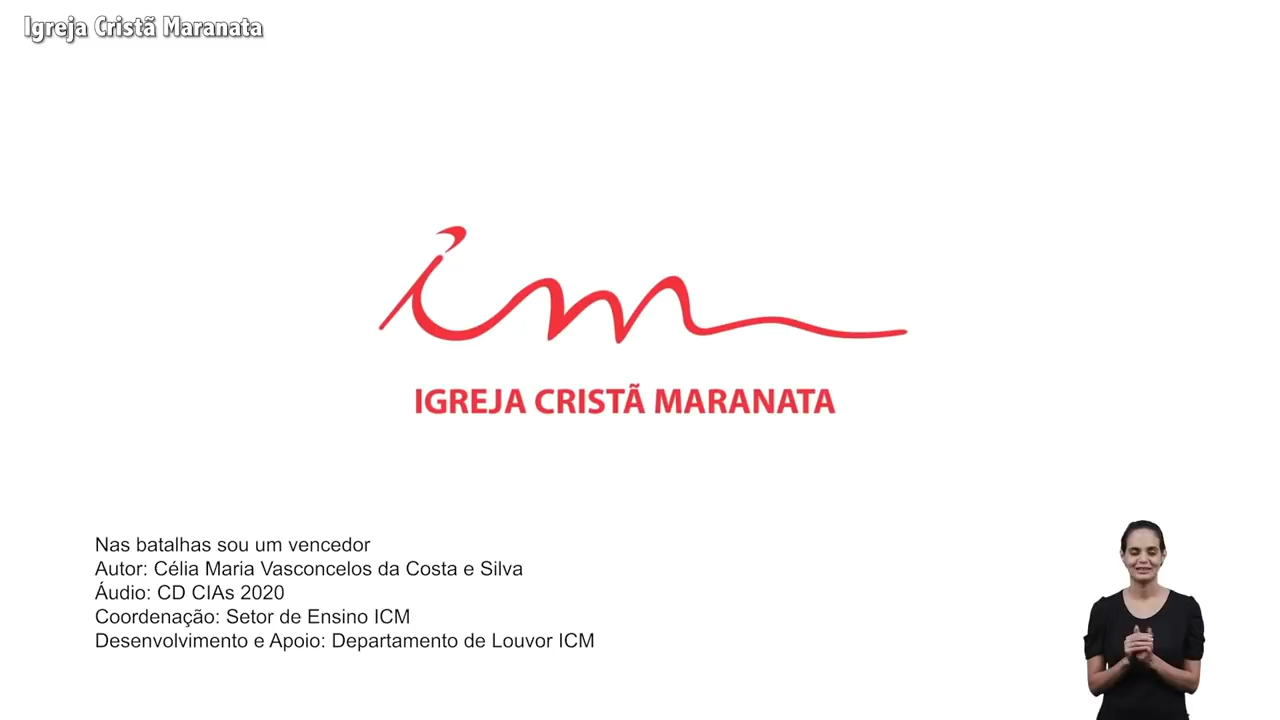 Igreja Cristã Maranata
icm
IGREJA CRISTÃ MARANATA
Nas batalhas sou um vencedor
Autor: Célia Maria Vasconcelos da Costa e Silva
Áudio: CD CIAs 2020
Coordenação: Setor de Ensino ICM
Desenvolvimento e Apoio: Departamento de Louvor ICM